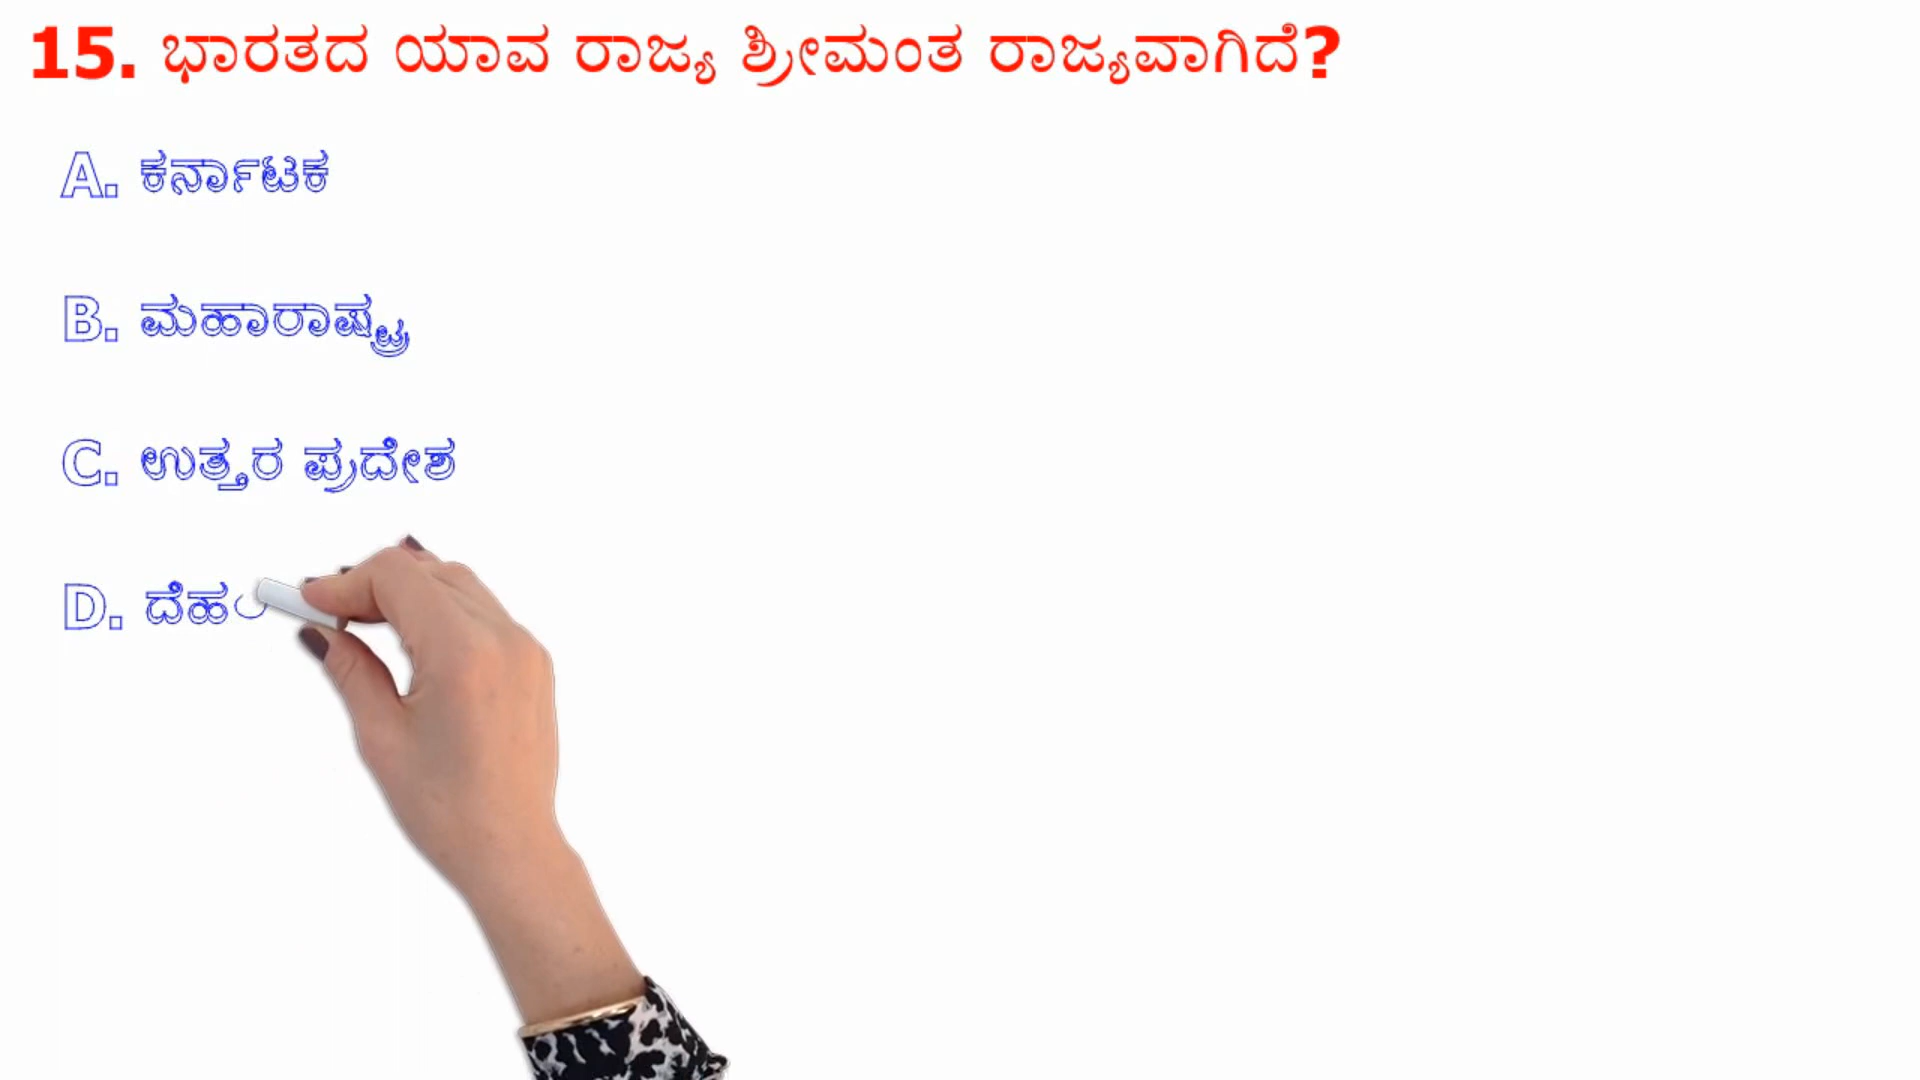 15. ಭಾರತದ ಯಾವ ರಾಜ್ಯ ಶ್ರೀಮಂತ ರಾಜ್ಯವಾಗಿದೆ?
A. ಕರ್ನಾಟಕ
B. ಮಹಾರಾಷ್ಟ್ರ
C. ಉತ್ತರ ಪ್ರದೇಶ
D.